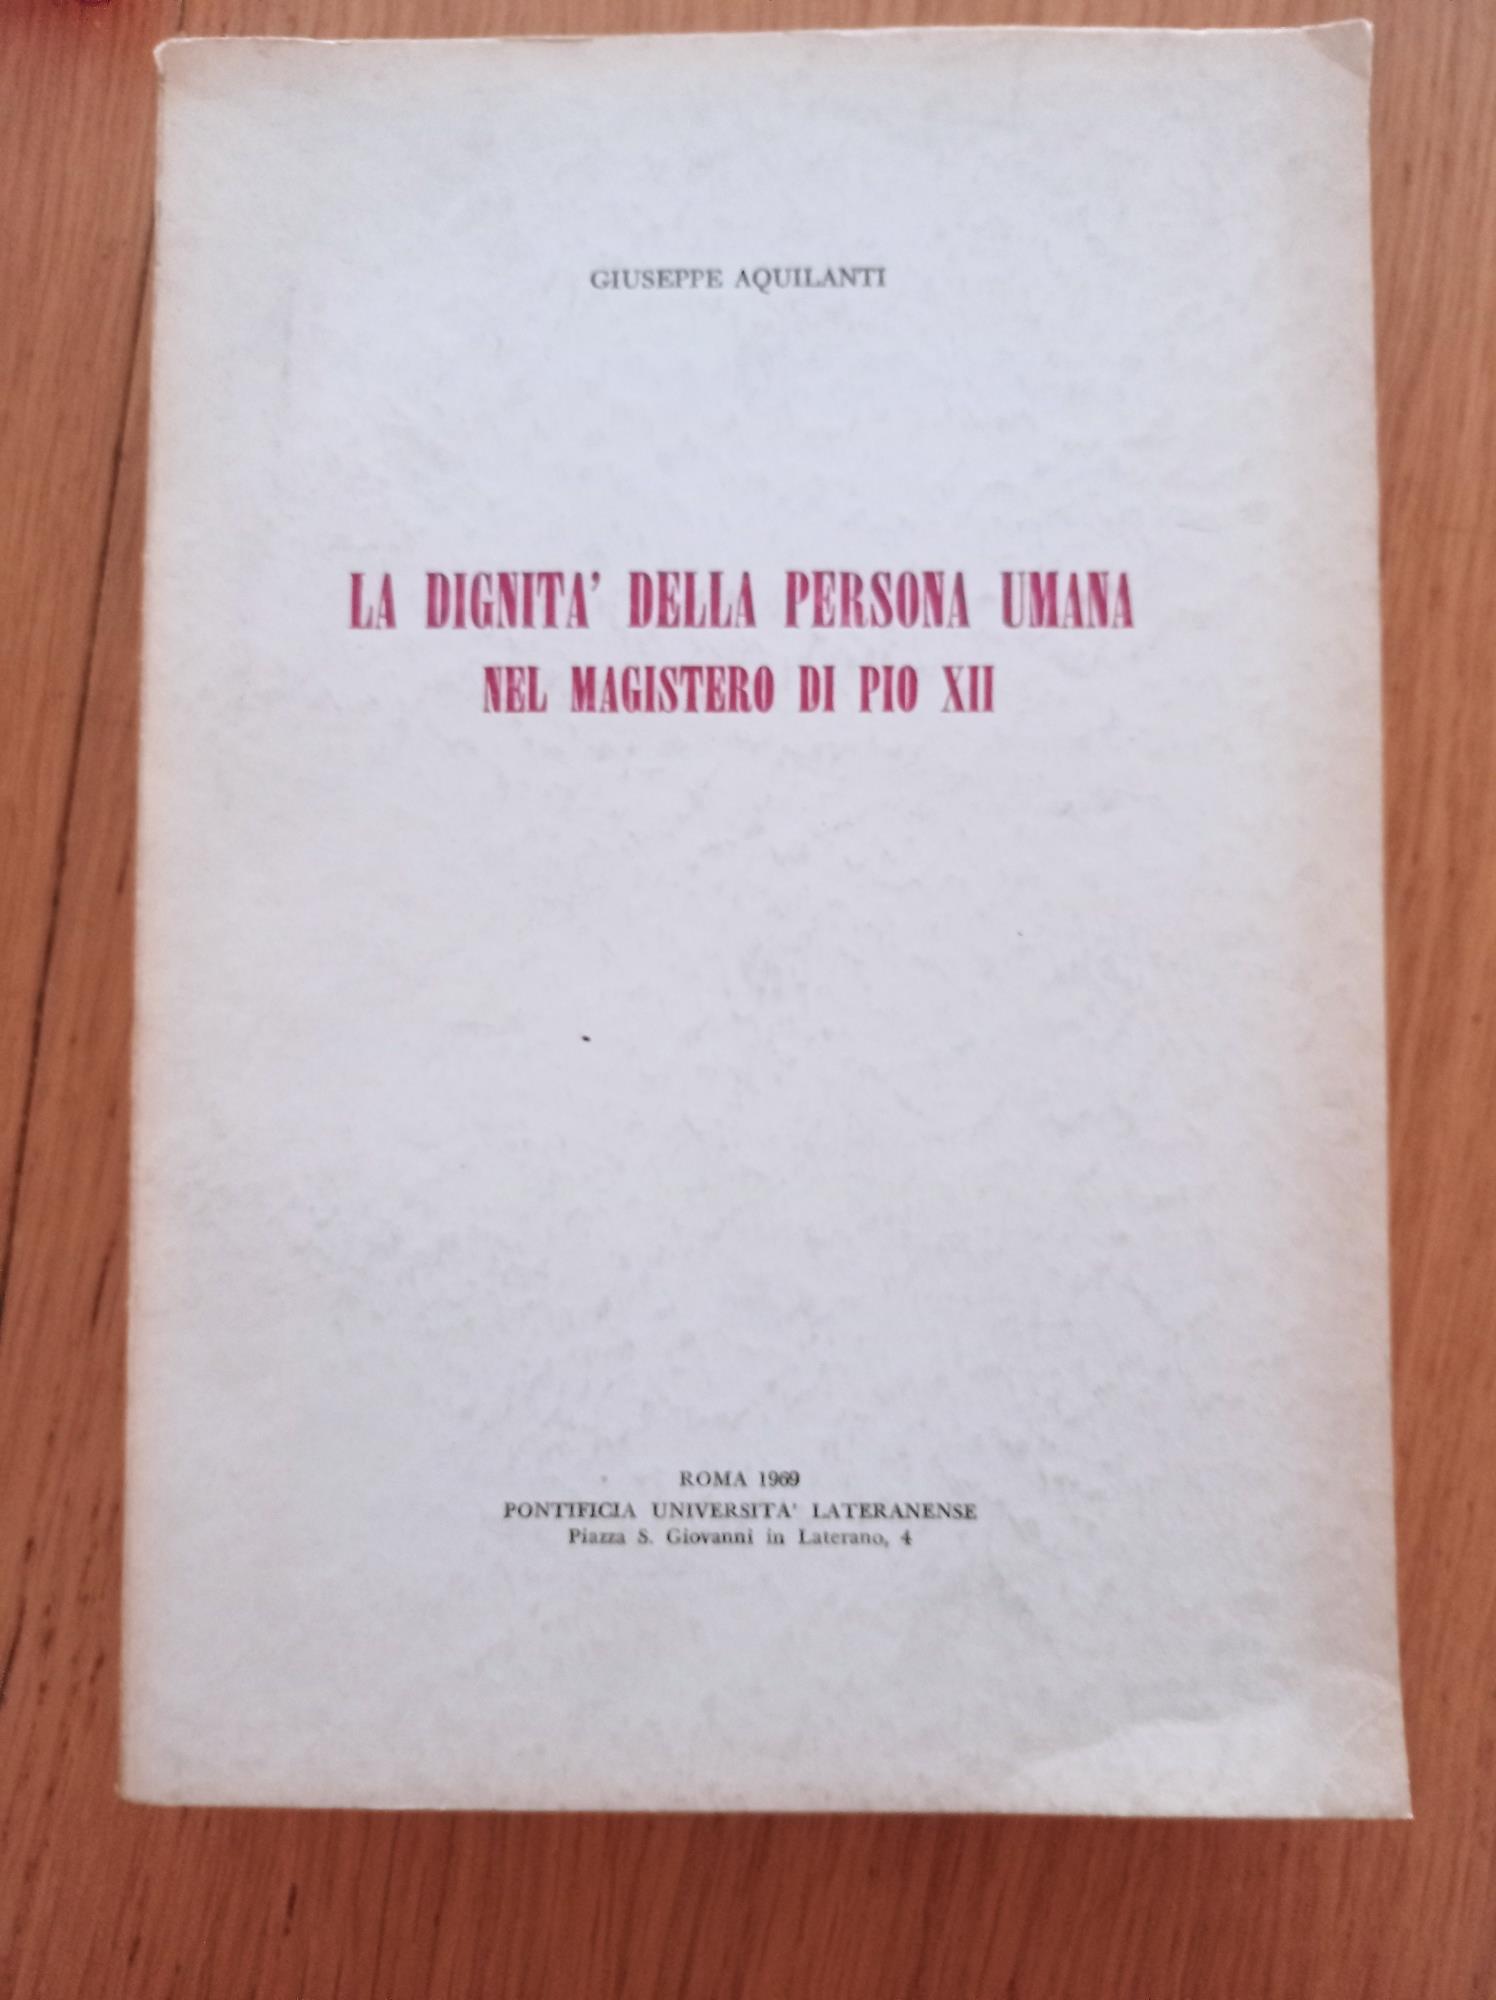 GIUSEPPE AQUILANTI
LA DIGNITA' DELLA PERSONA UMANA
NEL MAGISTERO DI PIO XII
ROMA 1969
PONTIFICIA UNIVERSITA' LATERANENSE
Piazza S. Giovanni in Laterano, 4